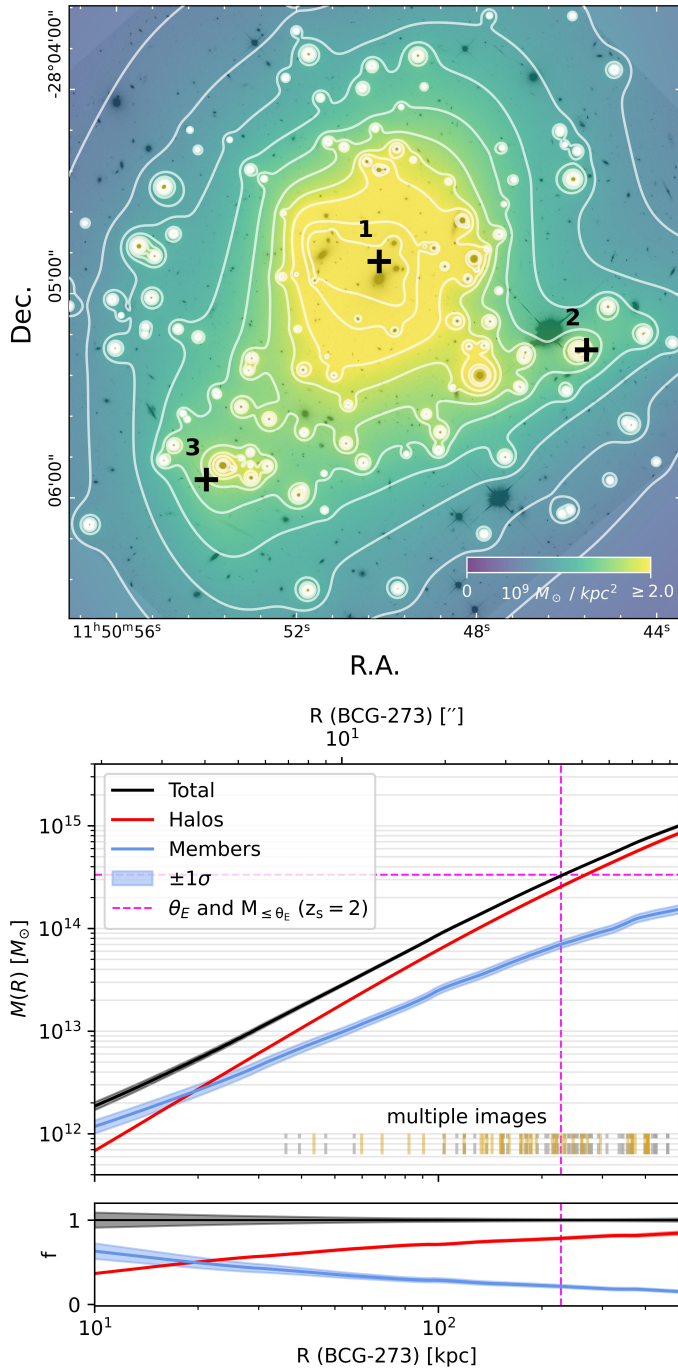 -28°04'00"
1
Dec.
05'00"
2
3
06'00"
0 10⁹ M⊙ / kpc² ≥ 2.0
11ʰ50ᵐ56ˢ 52ˢ 48ˢ 44ˢ
R.A.
R (BCG-273) [′′]
10¹
Total
Halos
Members
±1σ
θ_E and M_≤θ_E (z_s = 2)
10¹⁵
10¹⁴
M(R) [M⊙]
10¹³
multiple images
10¹²
1
f
0
10¹ 10²
R (BCG-273) [kpc]